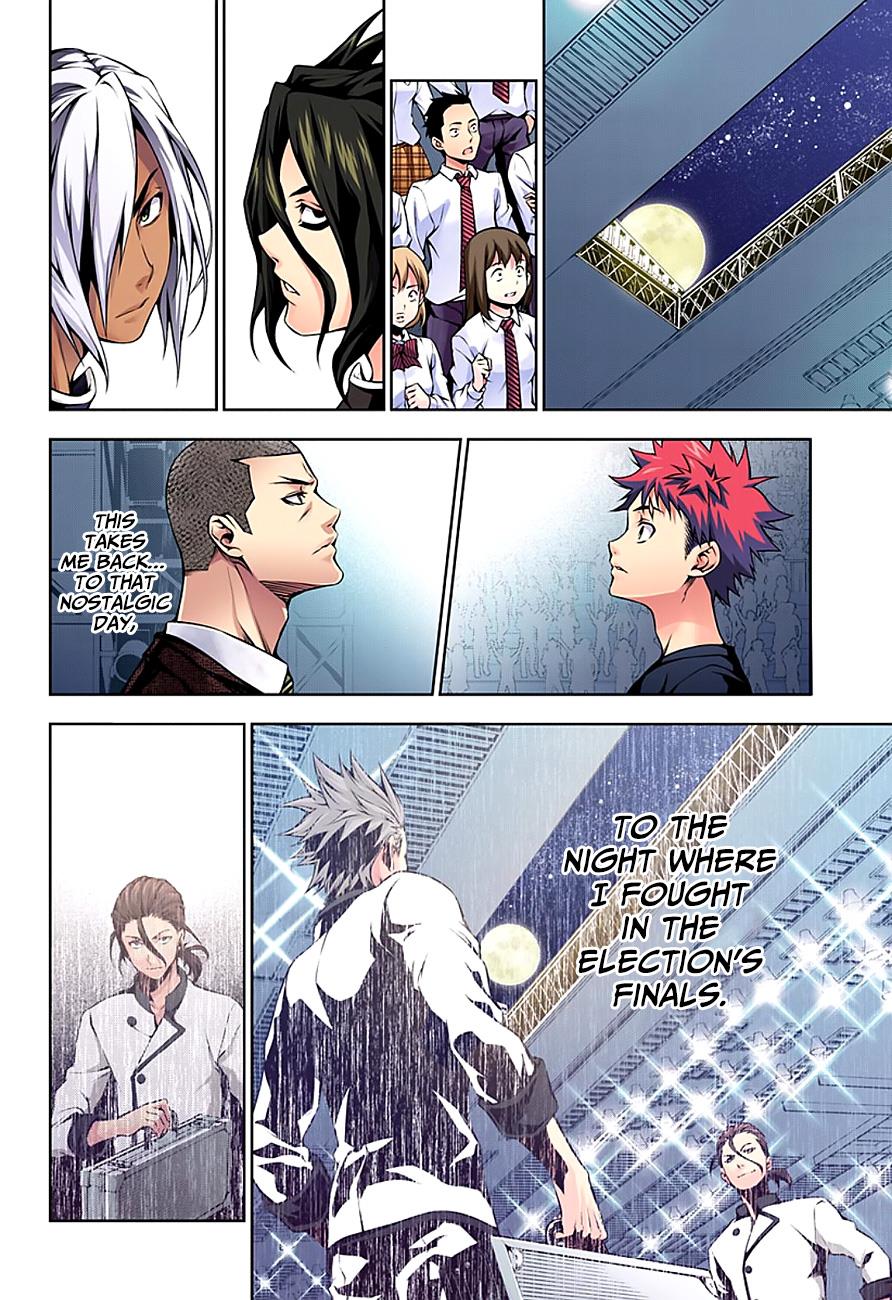 THIS
TAKES
ME BACK...
TO THAT
NOSTALGIC
DAY,
TO THE
NIGHT WHERE
I FOUGHT
IN THE
ELECTION'S
FINALS.